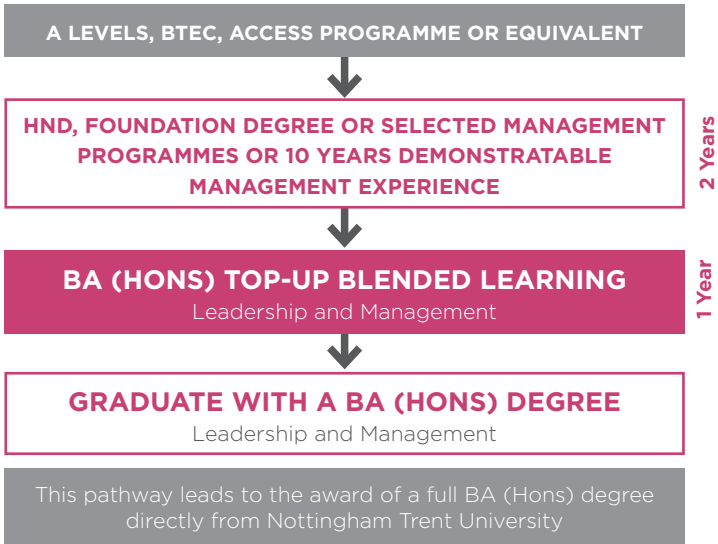 A LEVELS, BTEC, ACCESS PROGRAMME OR EQUIVALENT
HND, FOUNDATION DEGREE OR SELECTED MANAGEMENT
PROGRAMMES OR 10 YEARS DEMONSTRATABLE
MANAGEMENT EXPERIENCE
2 Years
BA (HONS) TOP-UP BLENDED LEARNING
Leadership and Management
1 Year
GRADUATE WITH A BA (HONS) DEGREE
Leadership and Management
This pathway leads to the award of a full BA (Hons) degree
directly from Nottingham Trent University